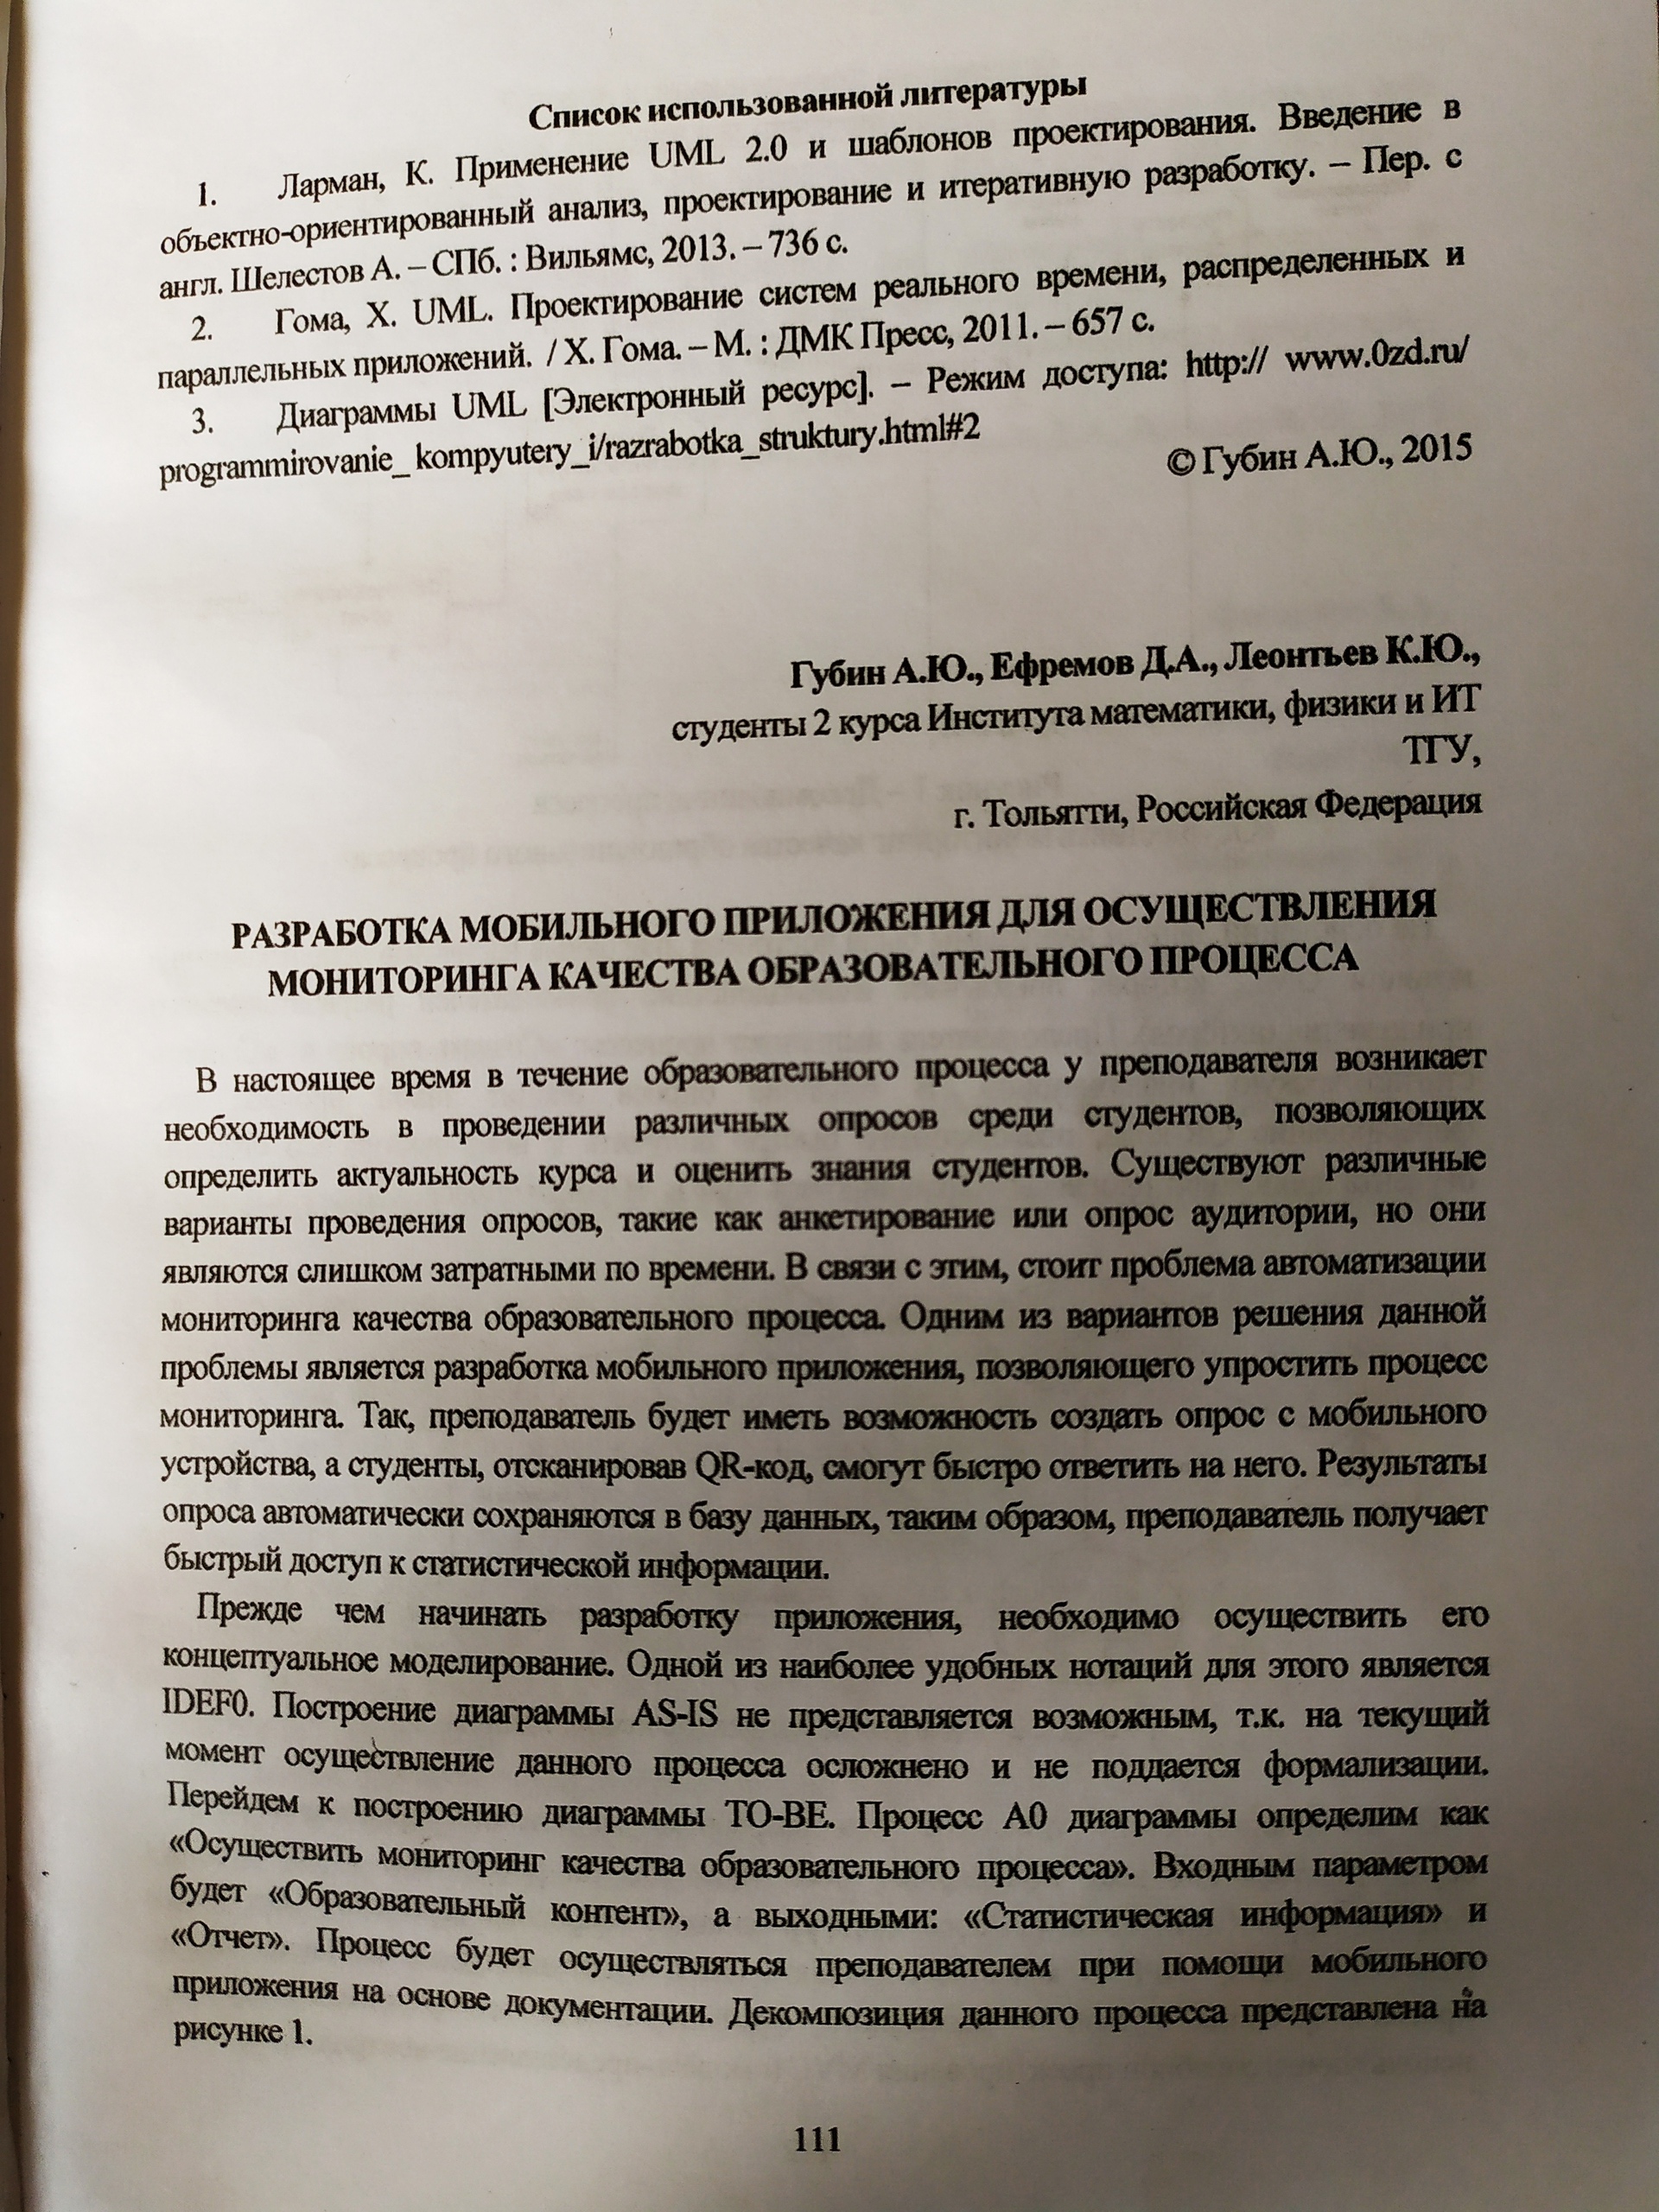 Список использованной литературы
1. Ларман, К. Применение UML 2.0 и шаблонов проектирования. Введение в
объектно-ориентированный анализ, проектирование и итеративную разработку. – Пер. с
англ. Шелестов А. – СПб. : Вильямс, 2013. – 736 с.
2. Гома, Х. UML. Проектирование систем реального времени, распределенных и
параллельных приложений. / Х. Гома. – М. : ДМК Пресс, 2011. – 657 с.
3. Диаграммы UML [Электронный ресурс]. – Режим доступа: http:// www.0zd.ru/
programmirovanie_ kompyutery_i/razrabotka_struktury.html#2
© Губин А.Ю., 2015
Губин А.Ю., Ефремов Д.А., Леонтьев К.Ю.,
студенты 2 курса Института математики, физики и ИТ
ТГУ,
г. Тольятти, Российская Федерация
РАЗРАБОТКА МОБИЛЬНОГО ПРИЛОЖЕНИЯ ДЛЯ ОСУЩЕСТВЛЕНИЯ
МОНИТОРИНГА КАЧЕСТВА ОБРАЗОВАТЕЛЬНОГО ПРОЦЕССА
В настоящее время в течение образовательного процесса у преподавателя возникает
необходимость в проведении различных опросов среди студентов, позволяющих
определить актуальность курса и оценить знания студентов. Существуют различные
варианты проведения опросов, такие как анкетирование или опрос аудитории, но они
являются слишком затратными по времени. В связи с этим, стоит проблема автоматизации
мониторинга качества образовательного процесса. Одним из вариантов решения данной
проблемы является разработка мобильного приложения, позволяющего упростить процесс
мониторинга. Так, преподаватель будет иметь возможность создать опрос с мобильного
устройства, а студенты, отсканировав QR-код, смогут быстро ответить на него. Результаты
опроса автоматически сохраняются в базу данных, таким образом, преподаватель получает
быстрый доступ к статистической информации.
Прежде чем начинать разработку приложения, необходимо осуществить его
концептуальное моделирование. Одной из наиболее удобных нотаций для этого является
IDEF0. Построение диаграммы AS-IS не представляется возможным, т.к. на текущий
момент осуществление данного процесса осложнено и не поддается формализации.
Перейдем к построению диаграммы TO-BE. Процесс А0 диаграммы определим как
«Осуществить мониторинг качества образовательного процесса». Входным параметром
будет «Образовательный контент», а выходными: «Статистическая информация» и
«Отчет». Процесс будет осуществляться преподавателем при помощи мобильного
приложения на основе документации. Декомпозиция данного процесса представлена на
рисунке 1.
111